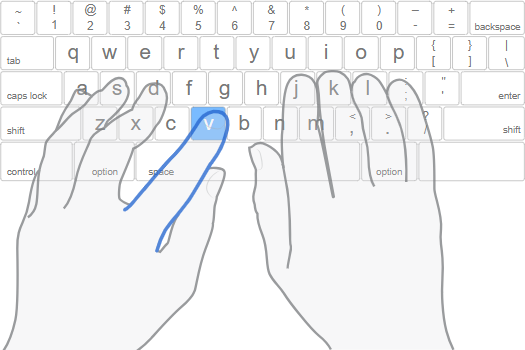 ~ ! @ # $ % ^ & * ( ) – +
` 1 2 3 4 5 6 7 8 9 0 - = backspace
tab q w e r t y u i o p { [ } ] | \
caps lock a s d f g h j k l : ; " ' enter
shift z x c v b n m < , > . ? / shift
control option space option